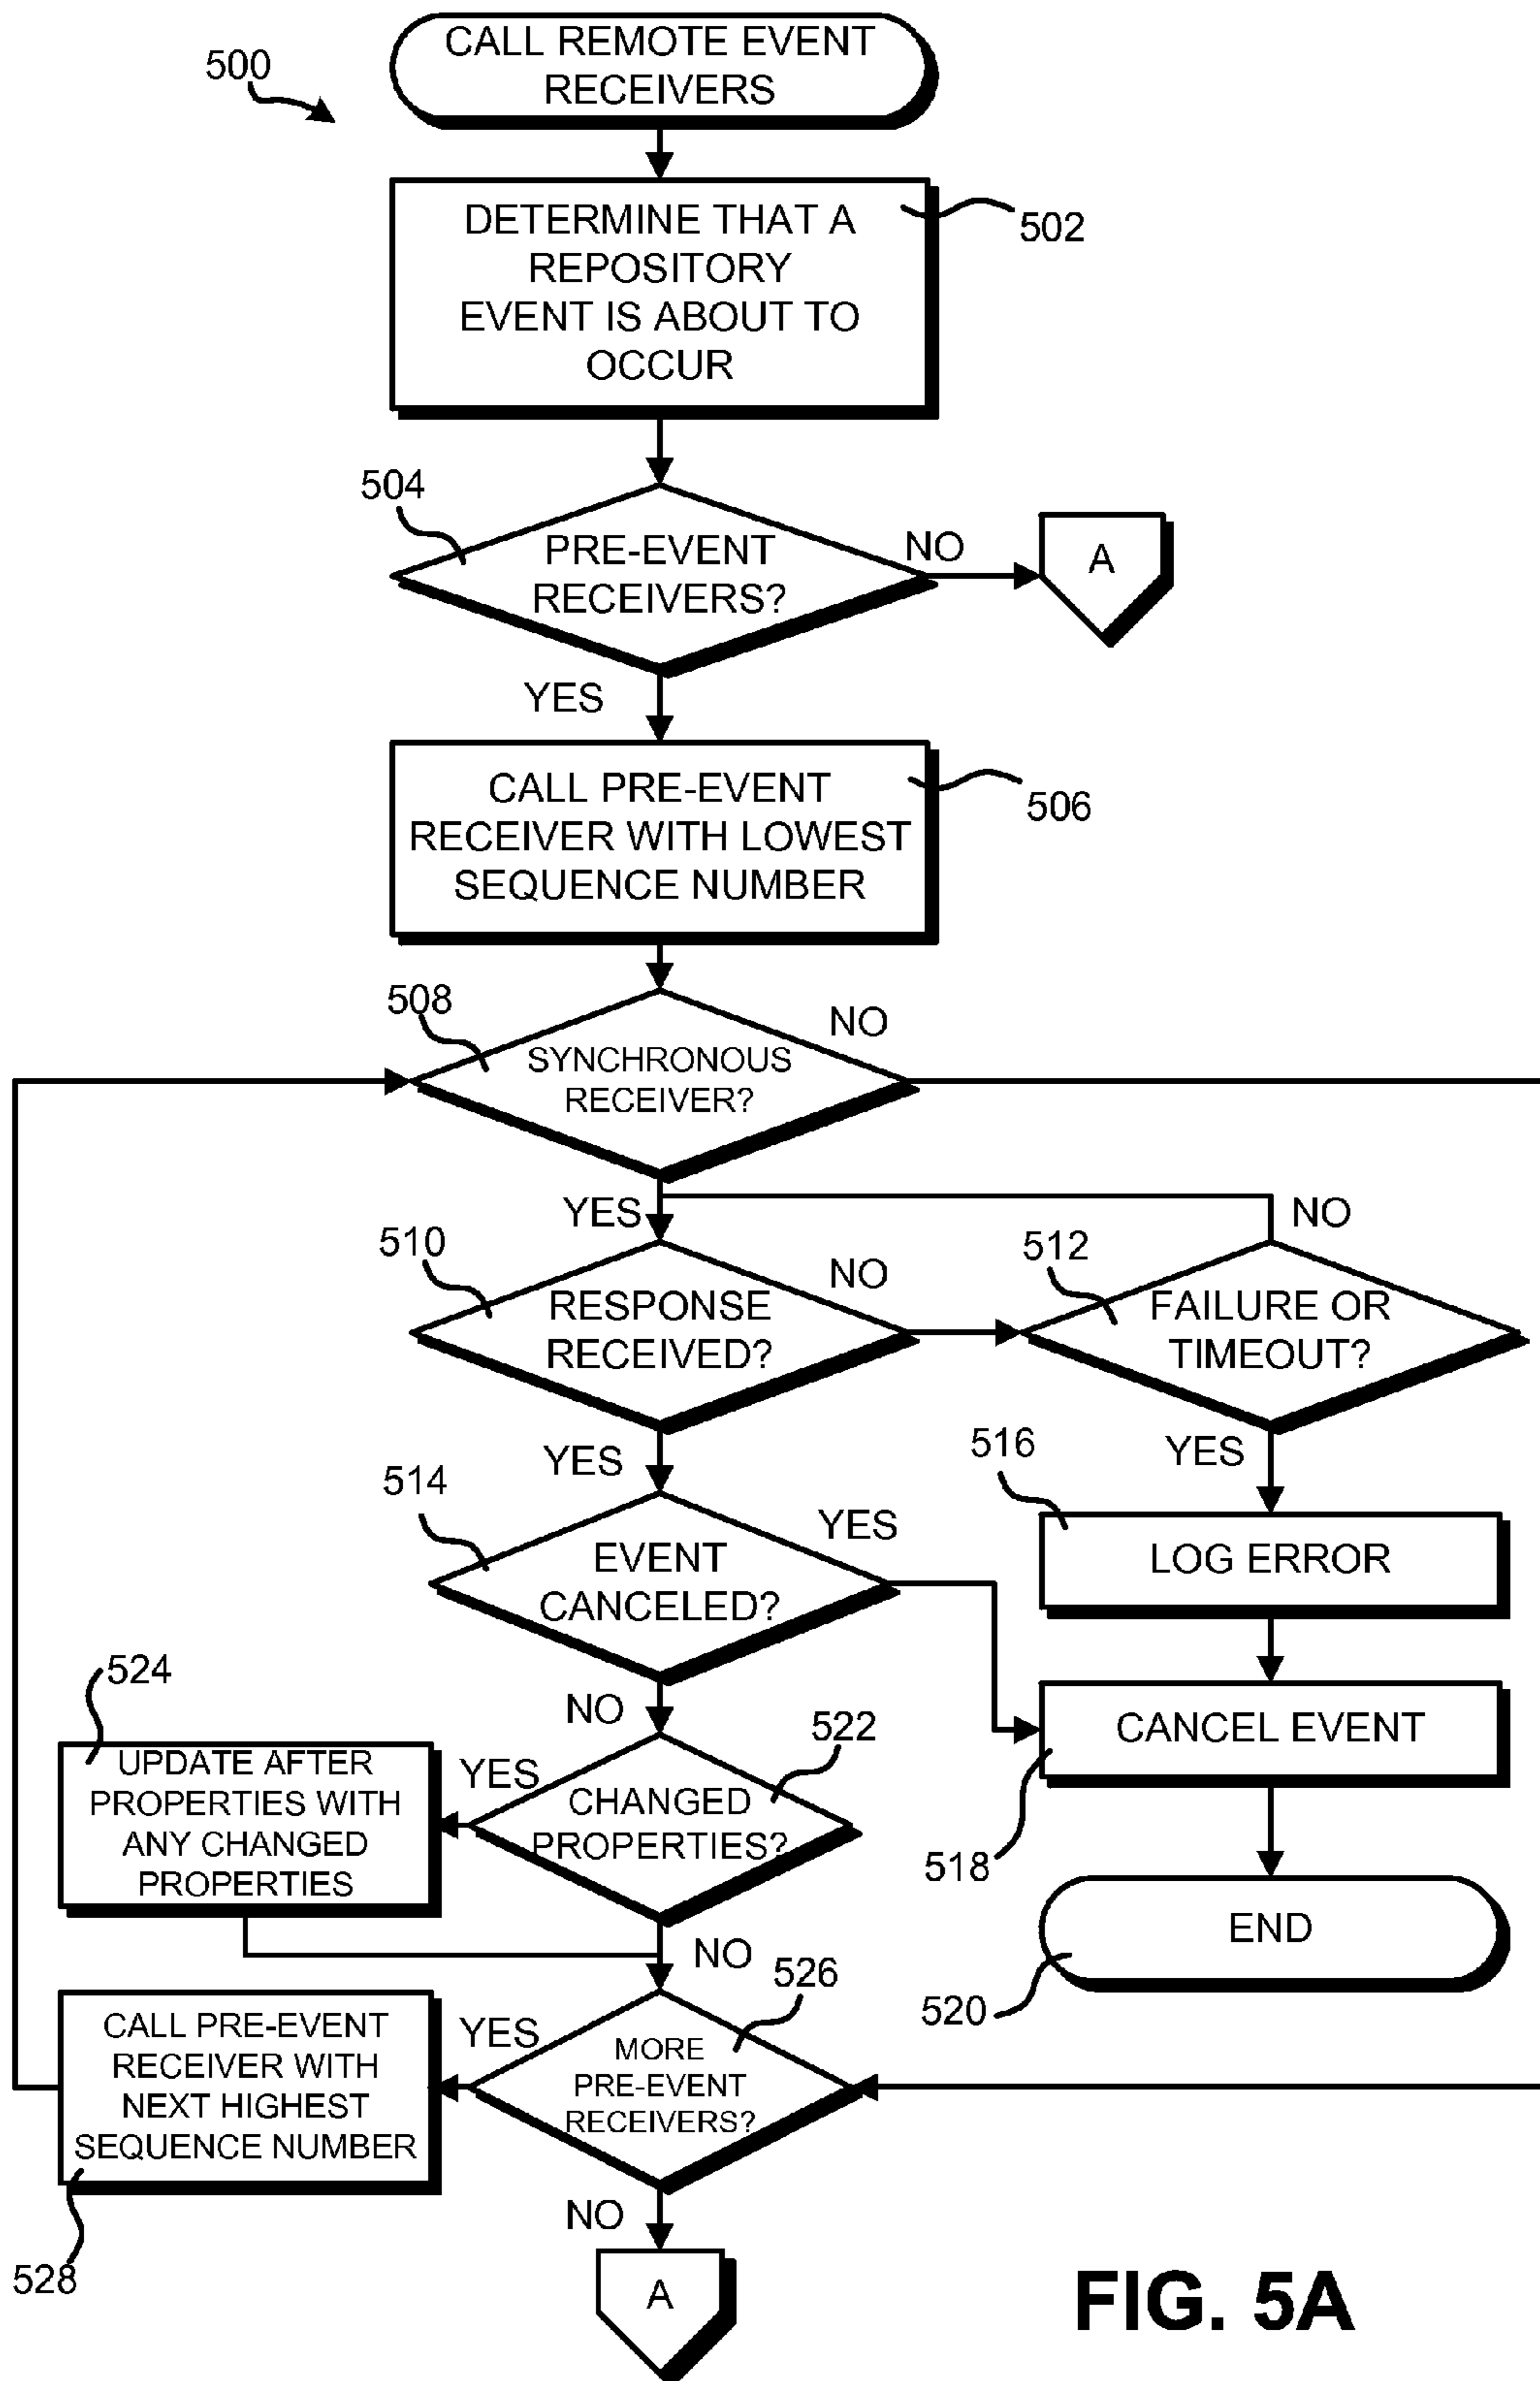 CALL REMOTE EVENT
RECEIVERS
500
DETERMINE THAT A
REPOSITORY
EVENT IS ABOUT TO
OCCUR
502
504
PRE-EVENT
RECEIVERS?
NO
A
YES
CALL PRE-EVENT
RECEIVER WITH LOWEST
SEQUENCE NUMBER
506
508
SYNCHRONOUS
RECEIVER?
NO
YES
510
RESPONSE
RECEIVED?
NO
512
FAILURE OR
TIMEOUT?
NO
YES
YES
514
EVENT
CANCELED?
YES
516
LOG ERROR
NO
CANCEL EVENT
518
522
CHANGED
PROPERTIES?
YES
524
UPDATE AFTER
PROPERTIES WITH
ANY CHANGED
PROPERTIES
NO
END
520
526
MORE
PRE-EVENT
RECEIVERS?
YES
CALL PRE-EVENT
RECEIVER WITH
NEXT HIGHEST
SEQUENCE NUMBER
528
NO
A
FIG. 5A